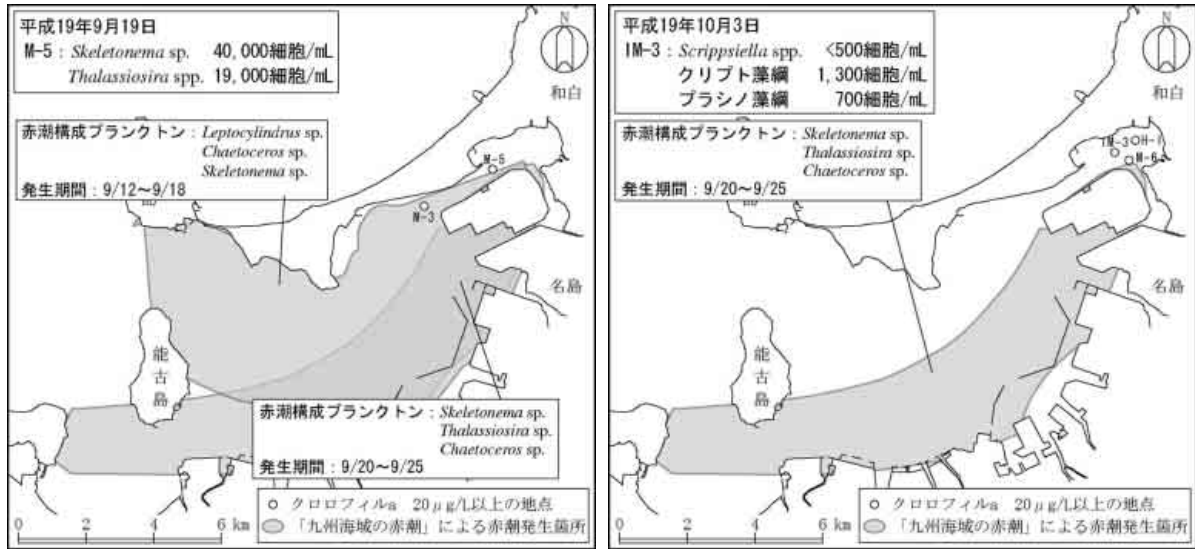 平成19年9月19日
M-5 : Skeletonema sp. 40,000細胞/mL
Thalassiosira spp. 19,000細胞/mL
N
和白
赤潮構成プランクトン : Leptocylindrus sp.
Chaetoceros sp.
Skeletonema sp.
発生期間 : 9/12~9/18
M-5
島
M-3
名島
能古島
赤潮構成プランクトン : Skeletonema sp.
Thalassiosira sp.
Chaetoceros sp.
発生期間 : 9/20~9/25
○ クロロフィルa 20μg/L以上の地点
「九州海域の赤潮」による赤潮発生箇所
0 2 4 6 km
平成19年10月3日
IM-3 : Scrippsiella spp. <500細胞/mL
クリプト藻綱 1,300細胞/mL
プラシノ藻綱 700細胞/mL
N
和白
赤潮構成プランクトン : Skeletonema sp.
Thalassiosira sp.
Chaetoceros sp.
発生期間 : 9/20~9/25
IM-3 H-1
M-6
島
名島
能古島
○ クロロフィルa 20μg/L以上の地点
「九州海域の赤潮」による赤潮発生箇所
0 2 4 6 km